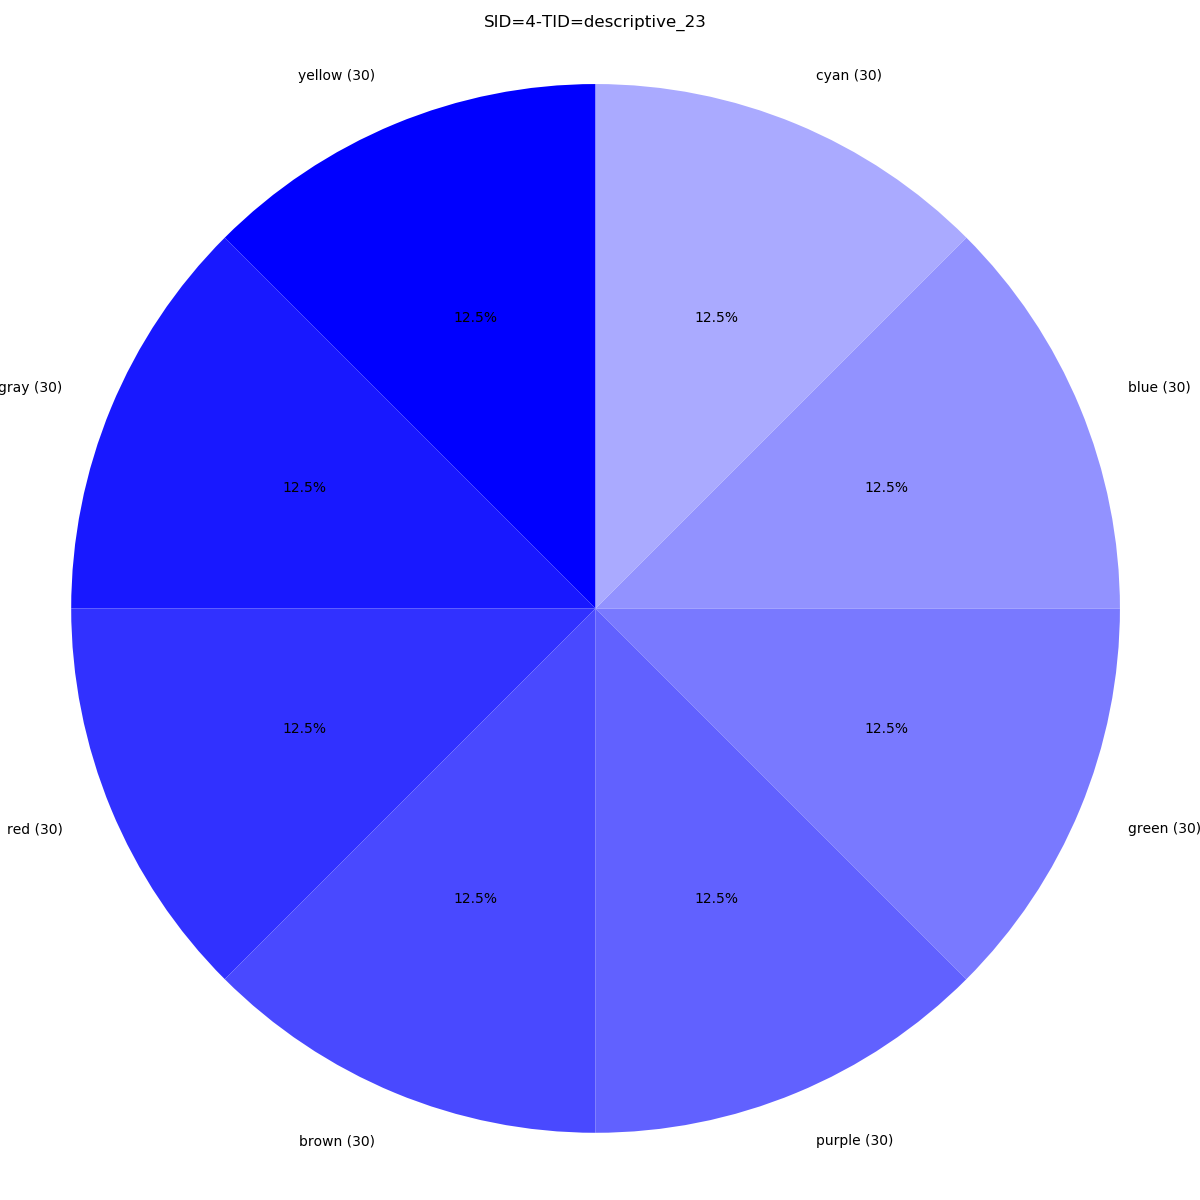 SID=4-TID=descriptive_23
yellow (30)
cyan (30)
12.5%
12.5%
gray (30)
blue (30)
12.5%
12.5%
12.5%
12.5%
red (30)
green (30)
12.5%
12.5%
brown (30)
purple (30)